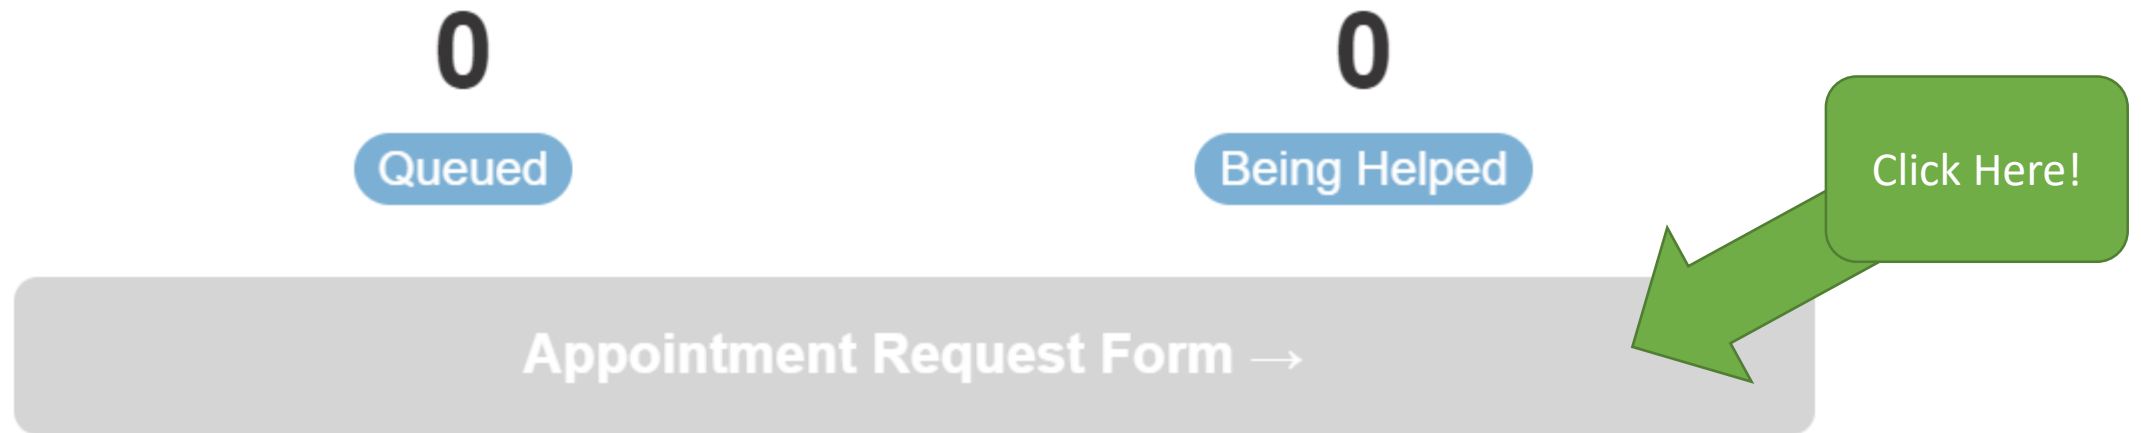 0
0
Queued
Being Helped
Click Here!
Appointment Request Form →